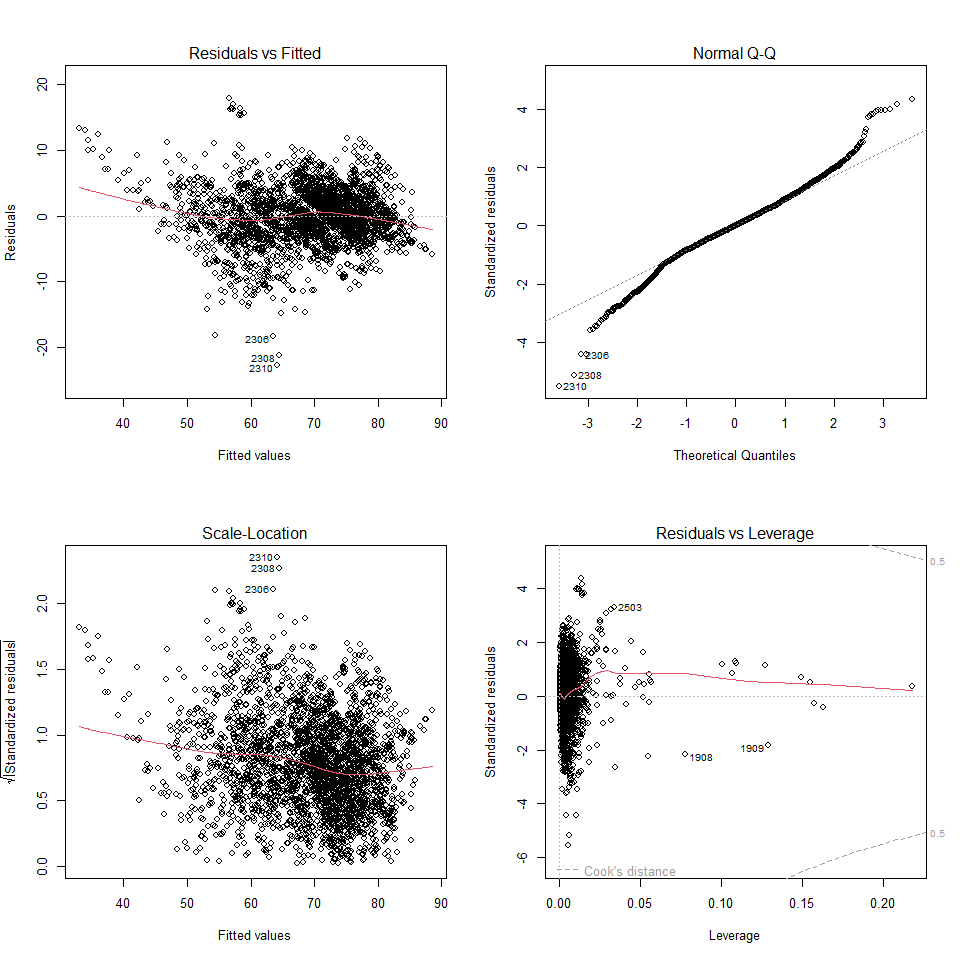 Residuals vs Fitted
Residuals
20
10
0
-10
-20
2306
2308
2310
40 50 60 70 80 90
Fitted values
Normal Q-Q
Standardized residuals
4
2
0
-2
-4
2306
2308
2310
-3 -2 -1 0 1 2 3
Theoretical Quantiles
Scale-Location
√|Standardized residuals|
2.0
1.5
1.0
0.5
0.0
2310
2308
2306
40 50 60 70 80 90
Fitted values
Residuals vs Leverage
Standardized residuals
4
2
0
-2
-4
-6
0.5
2503
1909
1908
0.5
Cook's distance
0.00 0.05 0.10 0.15 0.20
Leverage